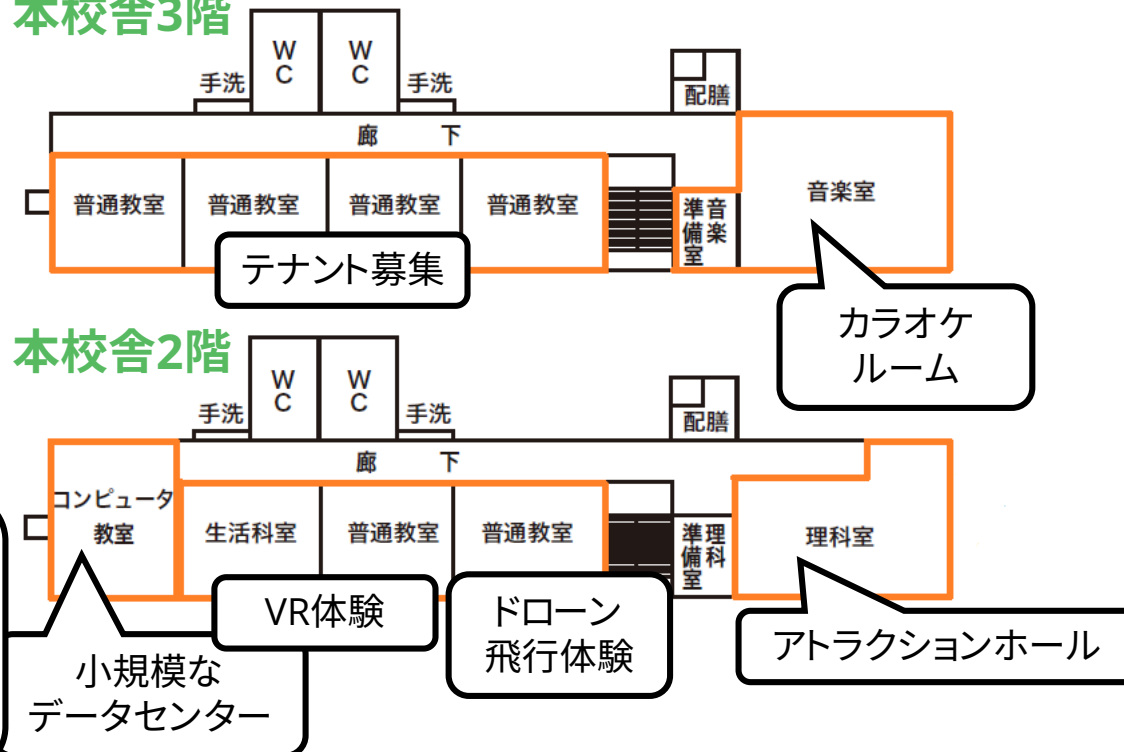 本校舎3階
WC
WC
手洗
手洗
配膳
廊下
普通教室
普通教室
普通教室
普通教室
音楽準備室
音楽室
テナント募集
カラオケ
ルーム
本校舎2階
WC
WC
手洗
手洗
配膳
廊下
コンピュータ
教室
生活科室
普通教室
普通教室
理科準備室
理科室
VR体験
ドローン
飛行体験
アトラクションホール
小規模な
データセンター